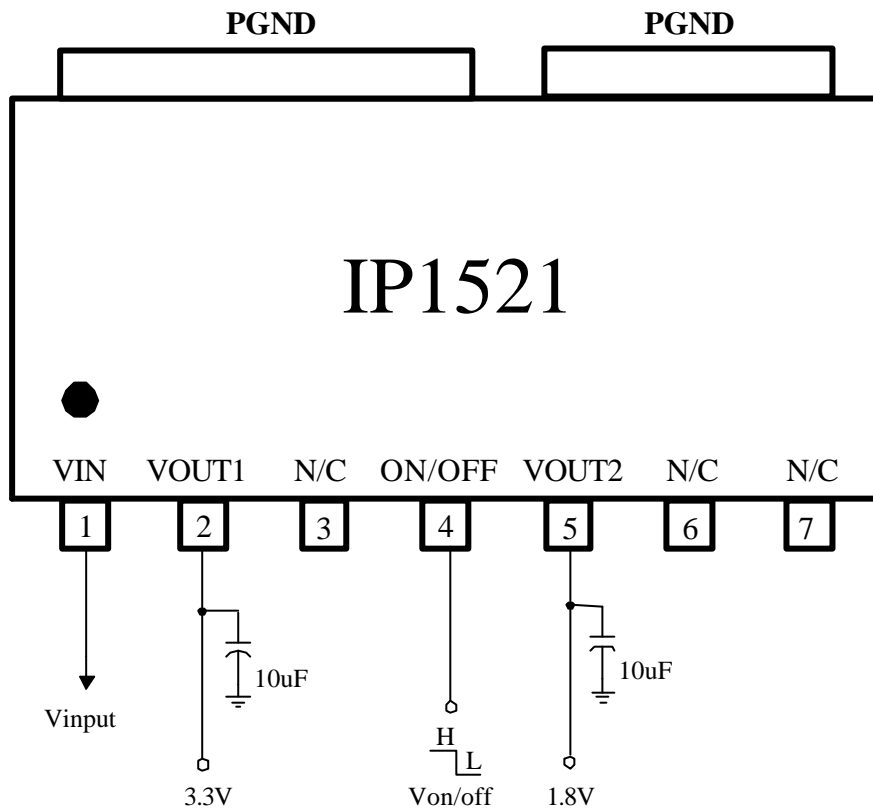 PGND PGND
IP1521
VIN VOUT1 N/C ON/OFF VOUT2 N/C N/C
1 2 3 4 5 6 7
10uF 10uF
Vinput
H
L
3.3V Von/off 1.8V